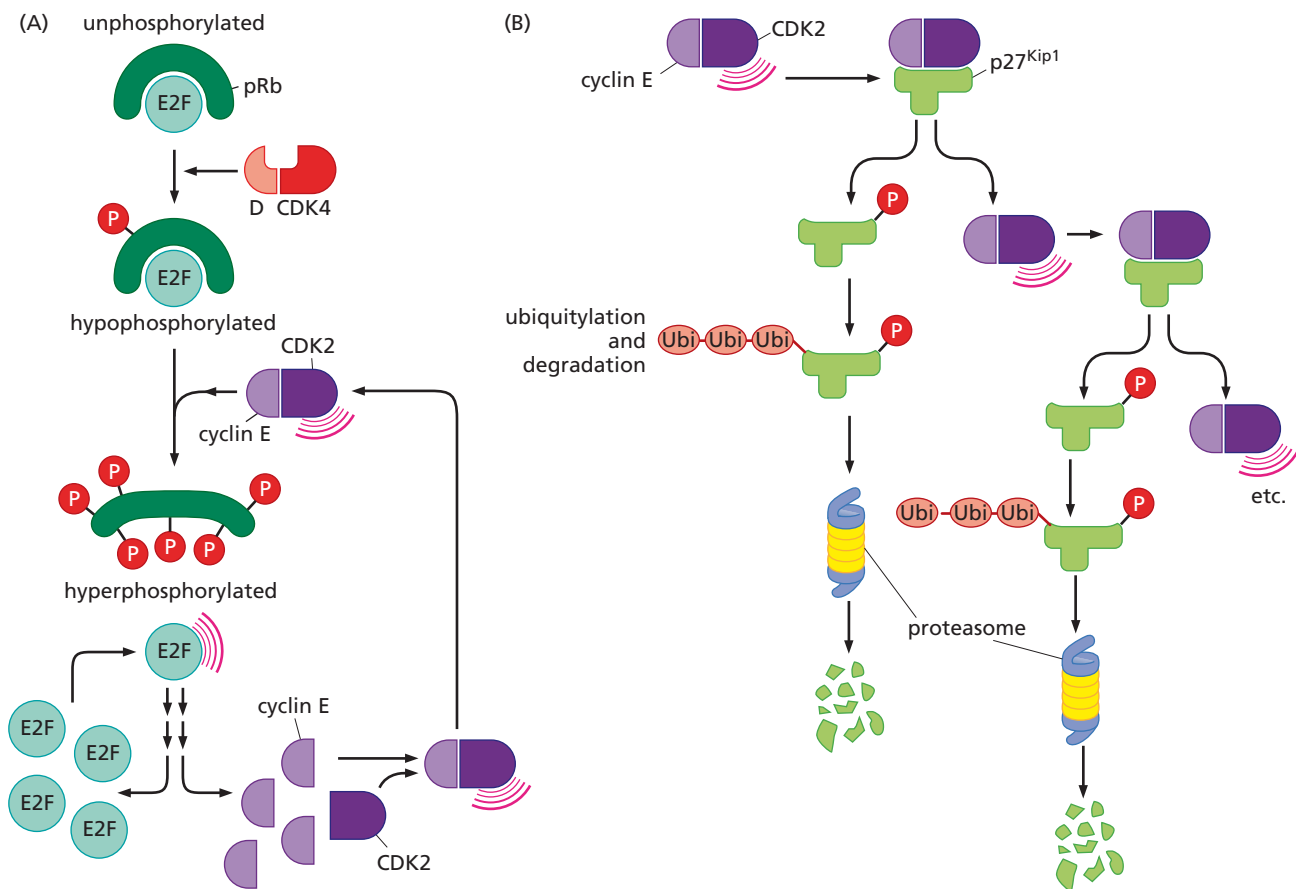 (A)
unphosphorylated
pRb
E2F
D CDK4
P
E2F
hypophosphorylated
CDK2
cyclin E
P
P
P
P
P
P
P
hyperphosphorylated
E2F
E2F
E2F
E2F
E2F
cyclin E
CDK2
(B)
CDK2
cyclin E
p27Kip1
P
ubiquitylation
and
degradation
Ubi Ubi Ubi
P
P
etc.
Ubi Ubi Ubi
P
proteasome